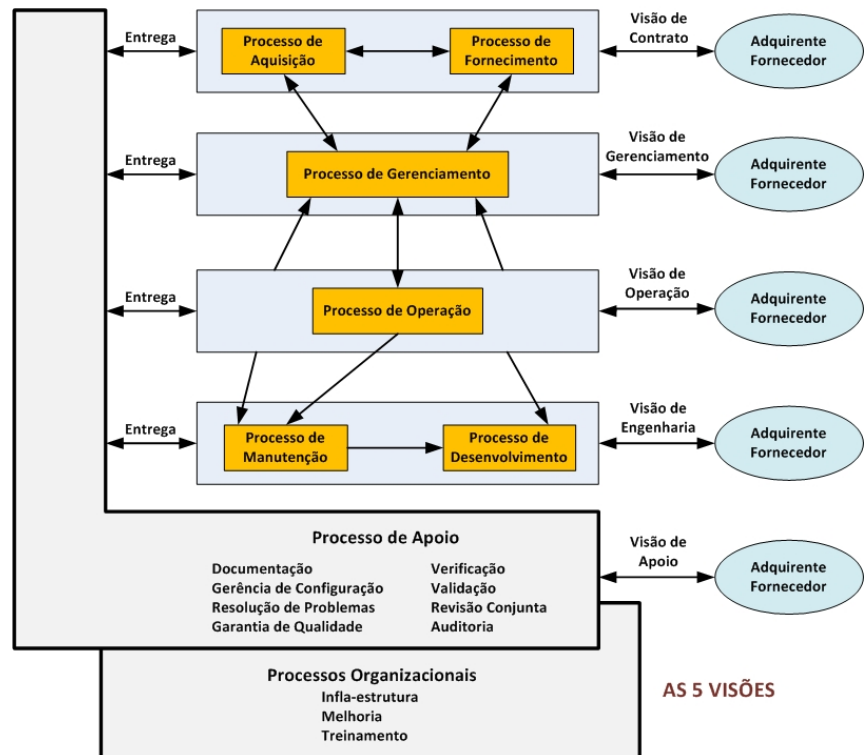 Entrega
Processo de
Aquisição
Processo de
Fornecimento
Visão de
Contrato
Adquirente
Fornecedor
Entrega
Processo de Gerenciamento
Visão de
Gerenciamento
Adquirente
Fornecedor
Entrega
Processo de Operação
Visão de
Operação
Adquirente
Fornecedor
Entrega
Processo de
Manutenção
Processo de
Desenvolvimento
Visão de
Engenharia
Adquirente
Fornecedor
Processo de Apoio
Documentação
Gerência de Configuração
Resolução de Problemas
Garantia de Qualidade
Verificação
Validação
Revisão Conjunta
Auditoria
Visão de
Apoio
Adquirente
Fornecedor
Processos Organizacionais
Infla-estrutura
Melhoria
Treinamento
AS 5 VISÕES